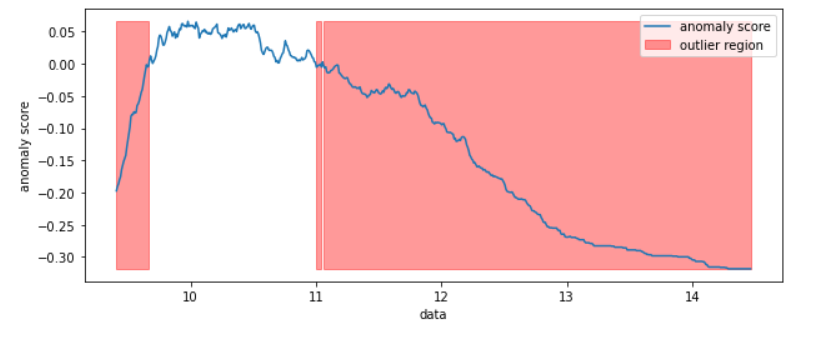 anomaly score
outlier region
0.05
0.00
−0.05
−0.10
−0.15
−0.20
−0.25
−0.30
anomaly score
10 11 12 13 14
data